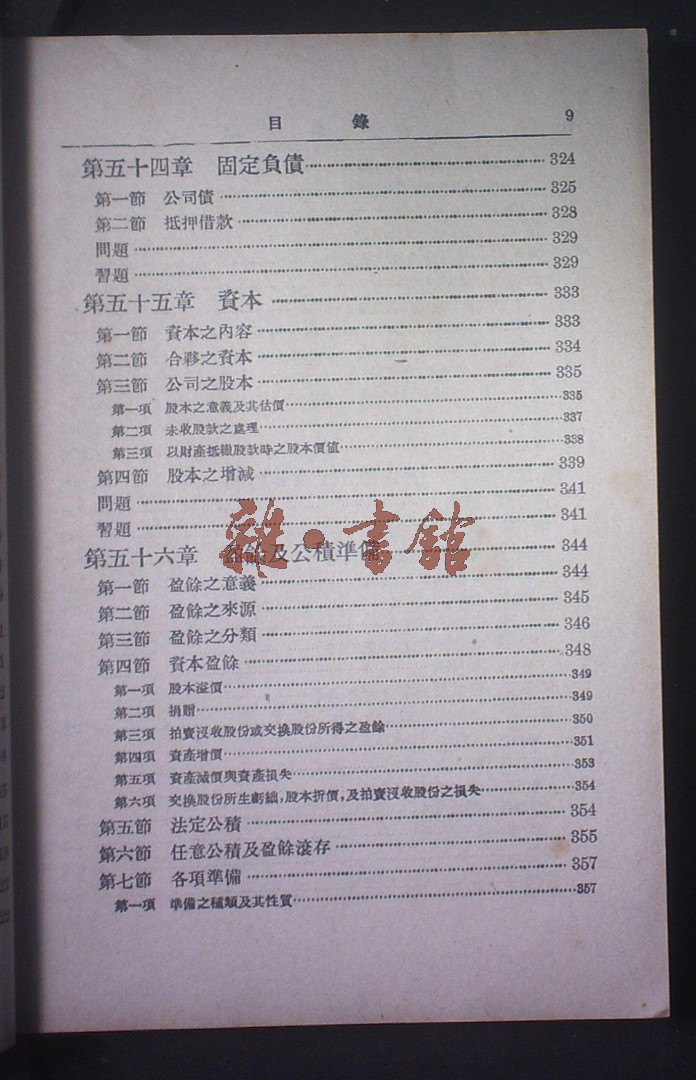 目 錄 9
第五十四章 固定負債 324
第一節 公司債 325
第二節 抵押借款 328
問題 329
習題 329
第五十五章 資本 333
第一節 資本之內容 333
第二節 合夥之資本 334
第三節 公司之股本 335
第一項 股本之意義及其估價 335
第二項 未收股款之處理 337
第三項 以財產抵繳股款時之股本價值 338
第四節 股本之增減 339
問題 341
習題 341
雜·書館
第五十六章 盈餘及公積準備 344
第一節 盈餘之意義 344
第二節 盈餘之來源 345
第三節 盈餘之分類 346
第四節 資本盈餘 348
第一項 股本溢價 349
第二項 捐贈 349
第三項 拍賣沒收股份或交換股份所得之盈餘 350
第四項 資產增價 351
第五項 資產減價與資產損失 353
第六項 交換股份所生虧絀,股本折價,及拍賣沒收股份之損失 354
第五節 法定公積 354
第六節 任意公積及盈餘滾存 355
第七節 各項準備 357
第一項 準備之種類及其性質 357